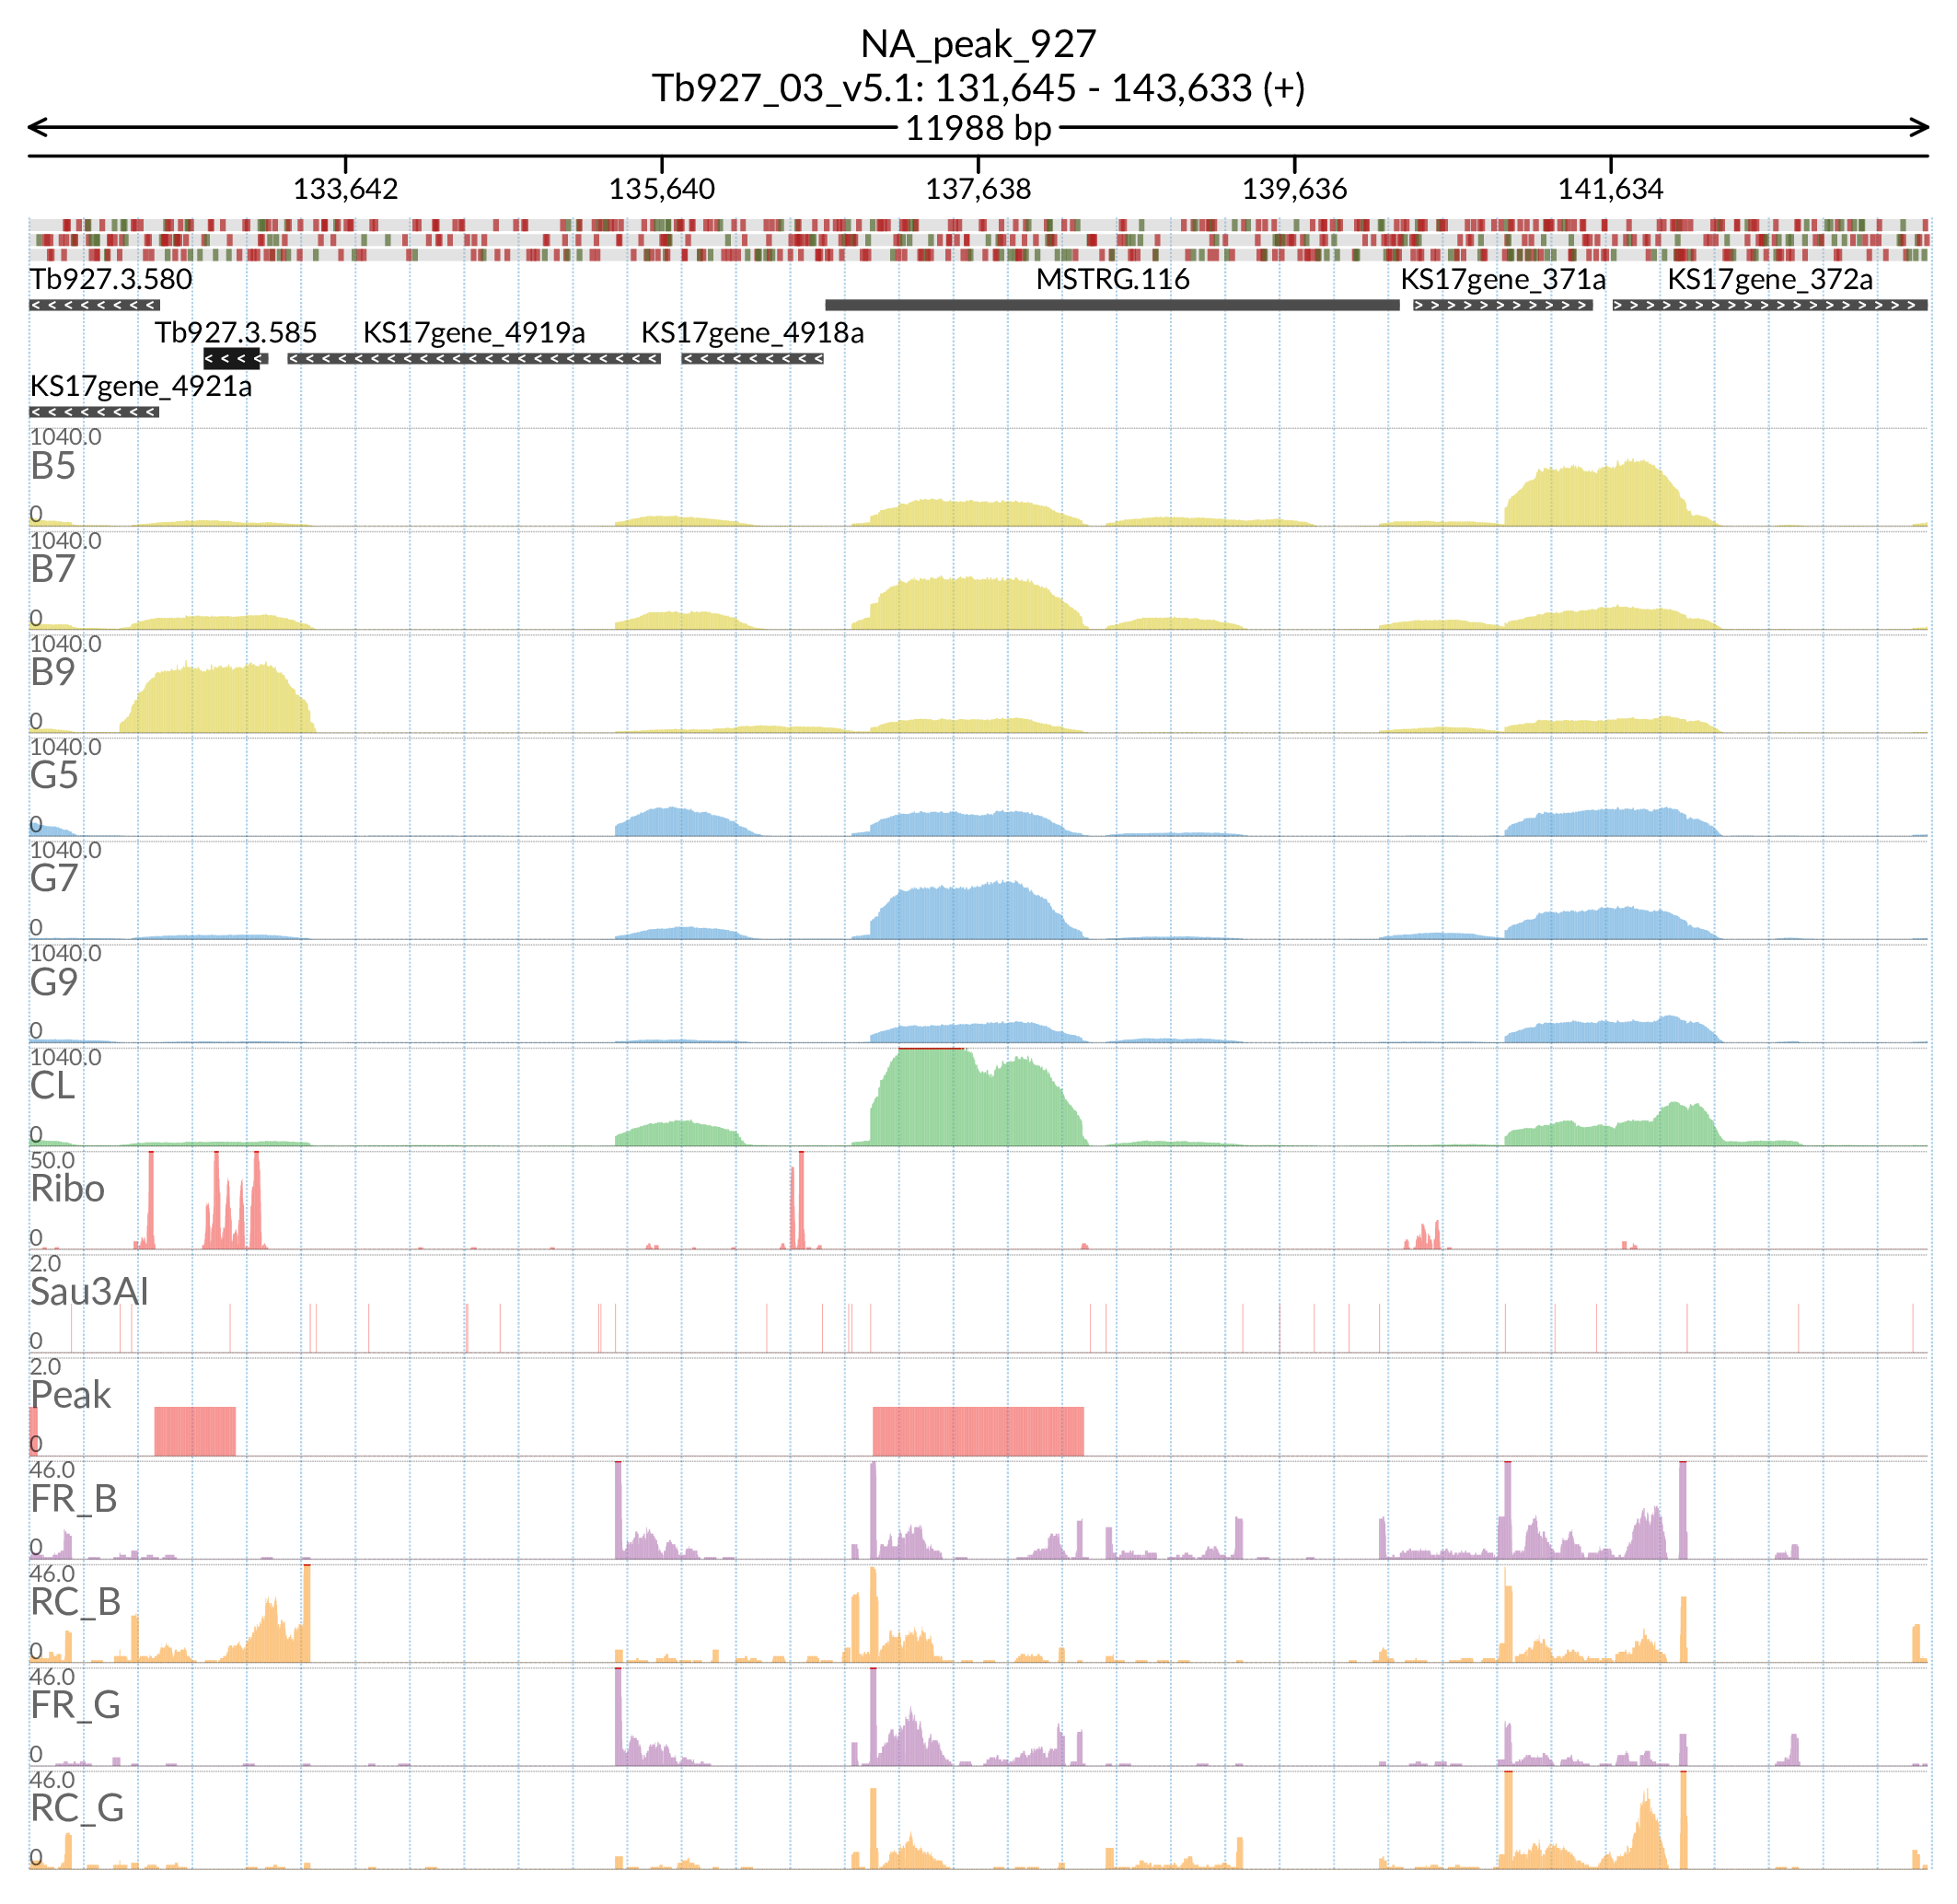 NA_peak_927
Tb927_03_v5.1: 131,645 - 143,633 (+)
11988 bp
133,642 135,640 137,638 139,636 141,634
Tb927.3.580 MSTRG.116 KS17gene_371a KS17gene_372a
Tb927.3.585 KS17gene_4919a KS17gene_4918a
KS17gene_4921a
1040.0
B5
0
1040.0
B7
0
1040.0
B9
0
1040.0
G5
0
1040.0
G7
0
1040.0
G9
0
1040.0
CL
0
50.0
Ribo
0
2.0
Sau3AI
0
2.0
Peak
0
46.0
FR_B
0
46.0
RC_B
0
46.0
FR_G
0
46.0
RC_G
0